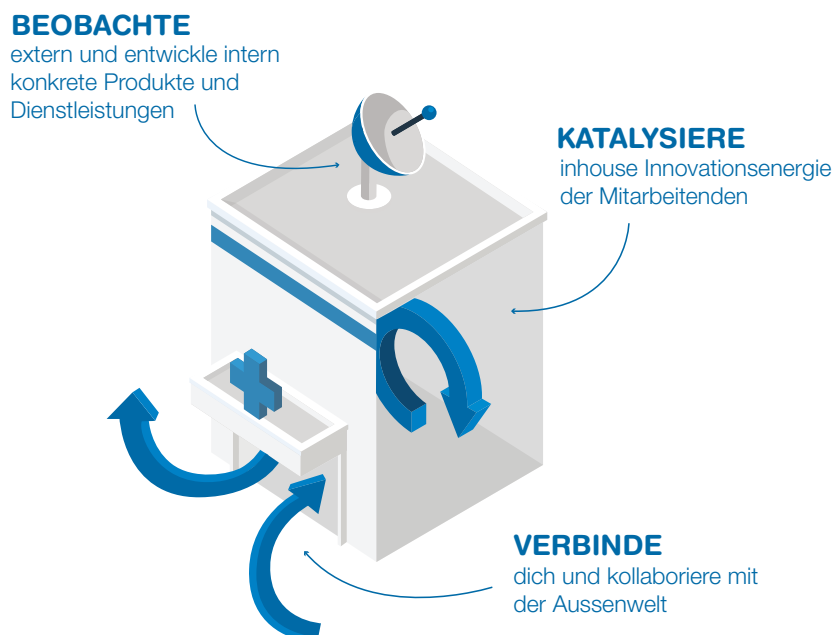 BEOBACHTE
extern und entwickle intern
konkrete Produkte und
Dienstleistungen
KATALYSIERE
inhouse Innovationsenergie
der Mitarbeitenden
VERBINDE
dich und kollaboriere mit
der Aussenwelt